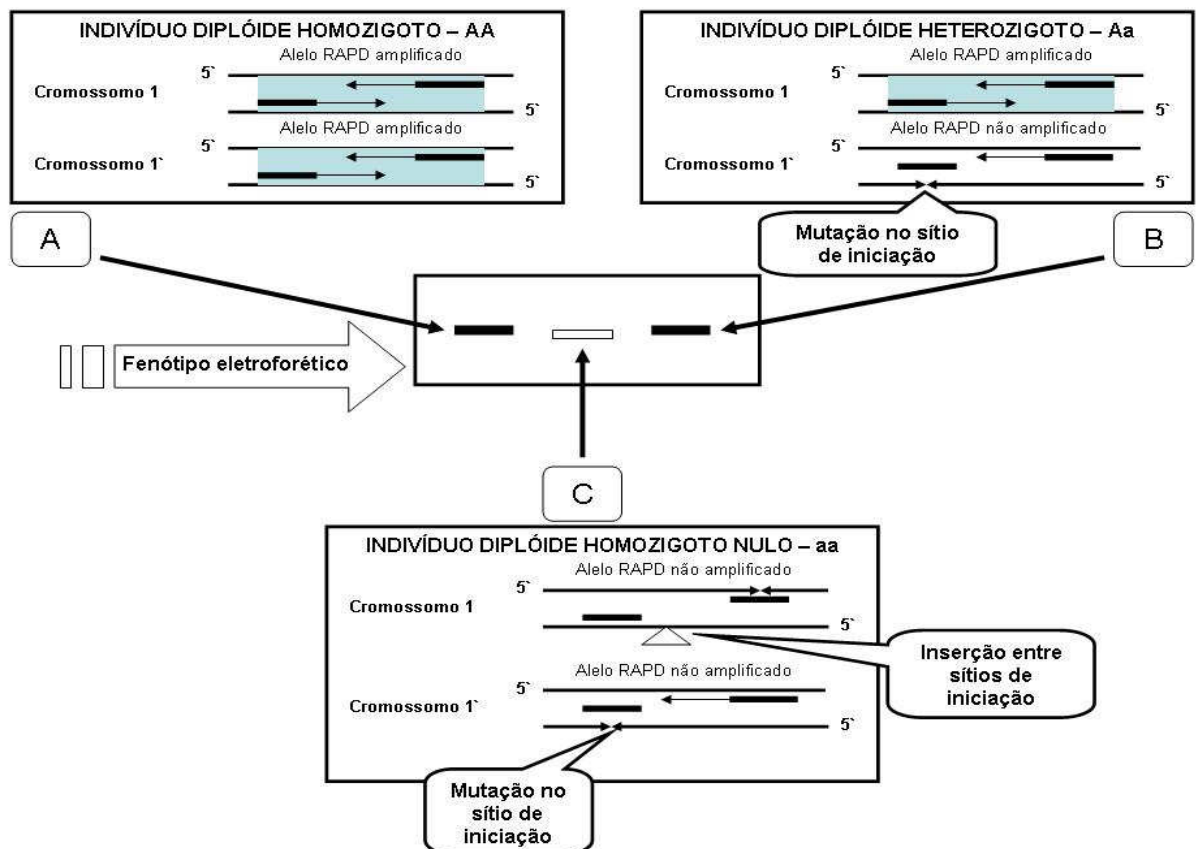 INDIVÍDUO DIPLÓIDE HOMOZIGOTO – AA
Alelo RAPD amplificado
5`
Cromossomo 1
5`
Alelo RAPD amplificado
5`
Cromossomo 1`
5`
INDIVÍDUO DIPLÓIDE HETEROZIGOTO – Aa
Alelo RAPD amplificado
5`
Cromossomo 1
5`
Alelo RAPD não amplificado
5`
Cromossomo 1`
5`
A
Mutação no sítio
de iniciação
B
Fenótipo eletroforético
C
INDIVÍDUO DIPLÓIDE HOMOZIGOTO NULO – aa
Alelo RAPD não amplificado
5`
Cromossomo 1
5`
Inserção entre
sítios de
iniciação
Alelo RAPD não amplificado
5`
Cromossomo 1`
5`
Mutação no
sítio de
iniciação